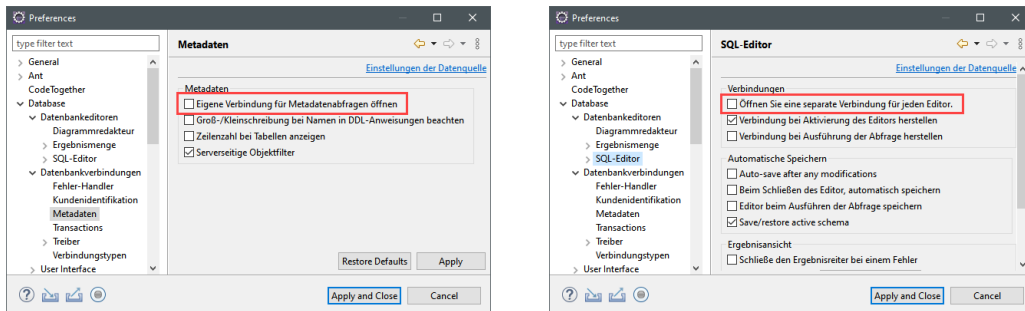 Preferences
type filter text
General
Ant
CodeTogether
Database
Datenbankeditoren
Diagrammredakteur
Ergebnismenge
SQL-Editor
Datenbankverbindungen
Fehler-Handler
Kundenidentifikation
Metadaten
Transactions
Treiber
Verbindungstypen
User Interface
Metadaten
Einstellungen der Datenquelle
Metadaten
Eigene Verbindung für Metadatenabfragen öffnen
Groß-/Kleinschreibung bei Namen in DDL-Anweisungen beachten
Zeilenzahl bei Tabellen anzeigen
Serverseitige Objektfilter
Restore Defaults Apply
Apply and Close Cancel
Preferences
type filter text
General
Ant
CodeTogether
Database
Datenbankeditoren
Diagrammredakteur
Ergebnismenge
SQL-Editor
Datenbankverbindungen
Fehler-Handler
Kundenidentifikation
Metadaten
Transactions
Treiber
Verbindungstypen
User Interface
SQL-Editor
Einstellungen der Datenquelle
Verbindungen
Öffnen Sie eine separate Verbindung für jeden Editor.
Verbindung bei Aktivierung des Editors herstellen
Verbindung bei Ausführung der Abfrage herstellen
Automatische Speichern
Auto-save after any modifications
Beim Schließen des Editor, automatisch speichern
Editor beim Ausführen der Abfrage speichern
Save/restore active schema
Ergebnisansicht
Schließe den Ergebnisreiter bei einem Fehler
Apply and Close Cancel